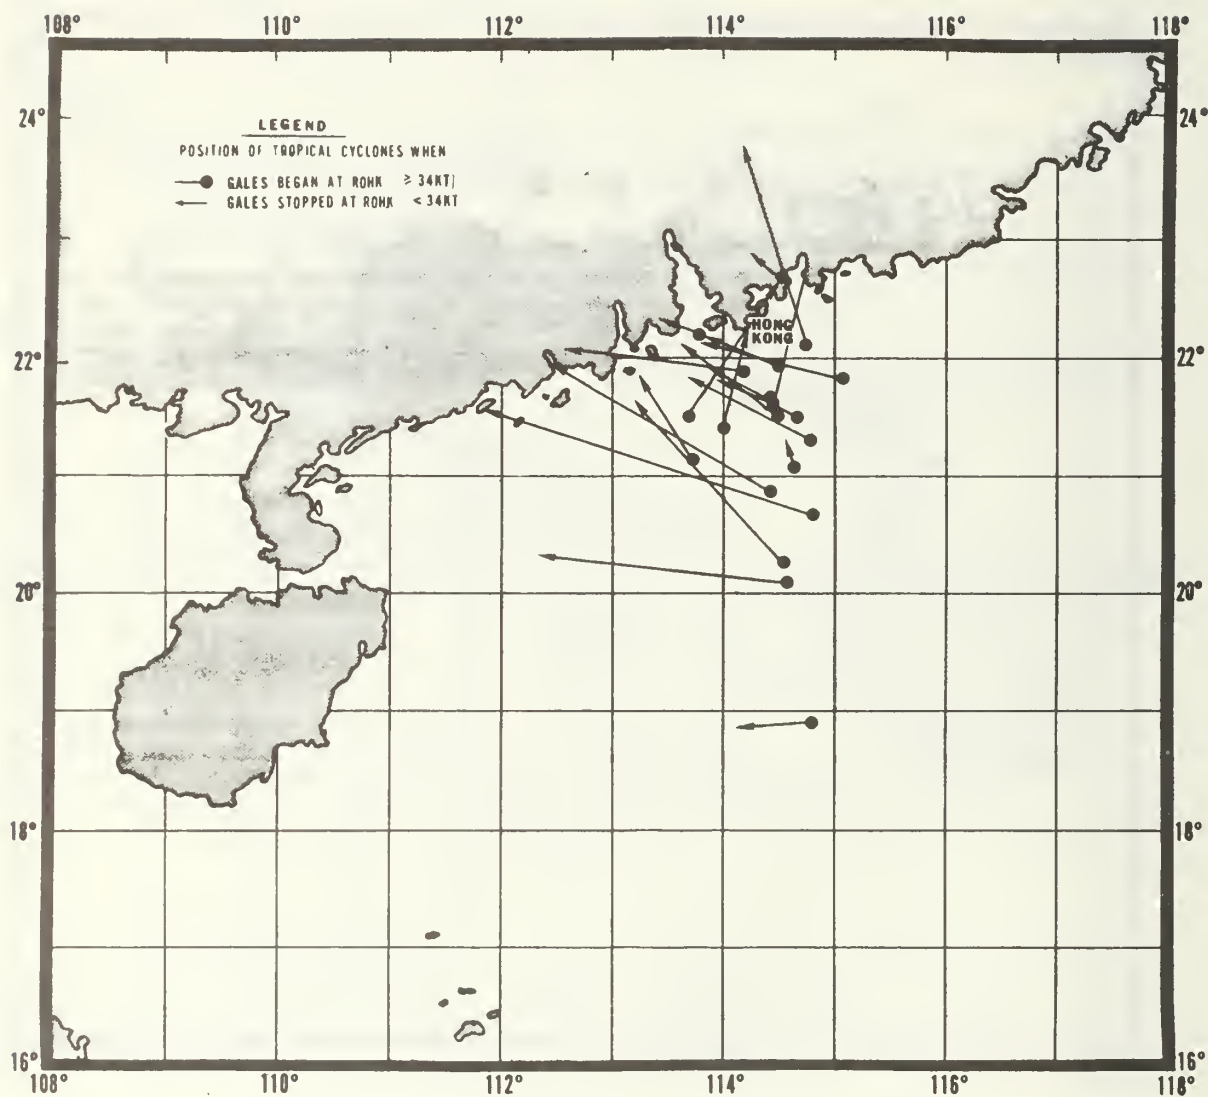 108° 110° 112° 114° 116° 118°
24° 24°
LEGEND
POSITION OF TROPICAL CYCLONES WHEN
GALES BEGAN AT ROHK ≥ 34KT)
GALES STOPPED AT ROHK < 34KT
HONG
KONG
22° 22°
20° 20°
18° 18°
16° 16°
108° 110° 112° 114° 116° 118°